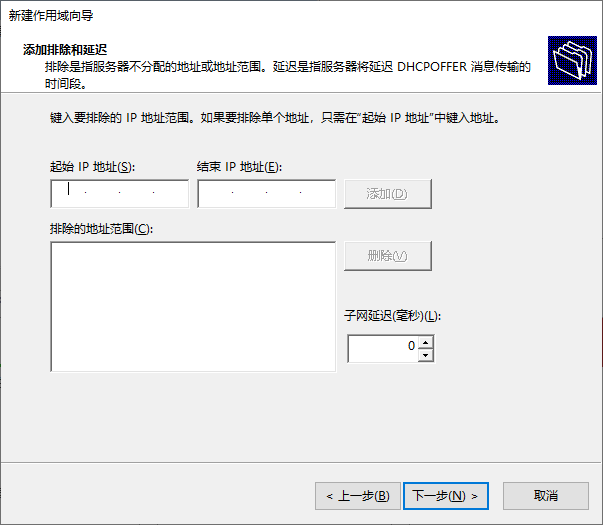 新建作用域向导
添加排除和延迟
排除是指服务器不分配的地址或地址范围。延迟是指服务器将延迟 DHCPOFFER 消息传输的
时间段。
键入要排除的 IP 地址范围。如果要排除单个地址，只需在“起始 IP 地址”中键入地址。
起始 IP 地址(S): 结束 IP 地址(E):
添加(D)
排除的地址范围(C):
删除(V)
子网延迟(毫秒)(L):
0
< 上一步(B) 下一步(N) > 取消